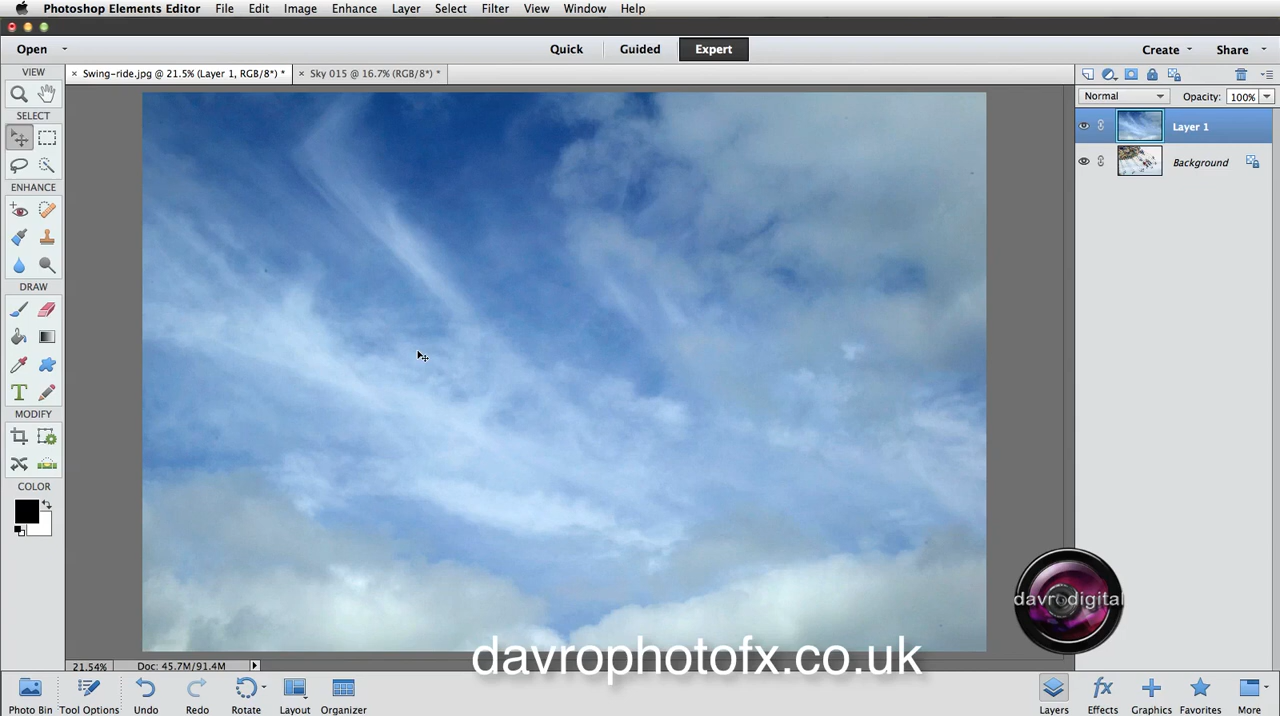 Photoshop Elements Editor File Edit Image Enhance Layer Select Filter View Window Help
Open Quick Guided Expert Create Share
VIEW
× Swing-ride.jpg @ 21.5% (Layer 1, RGB/8*) *
× Sky 015 @ 16.7% (RGB/8*) *
Normal Opacity: 100%
SELECT
Layer 1
Background
ENHANCE
DRAW
T
MODIFY
COLOR
davrodigital
davrophotofx.co.uk
21.54% Doc: 45.7M/91.4M
Photo Bin Tool Options Undo Redo Rotate Layout Organizer
fx
Layers Effects Graphics Favorites More